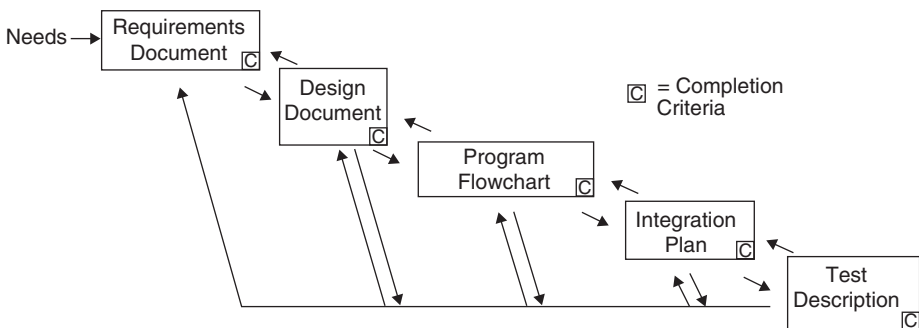 Needs
Requirements
Document
C
Design
Document
C
C = Completion
Criteria
Program
Flowchart
C
Integration
Plan
C
Test
Description
C